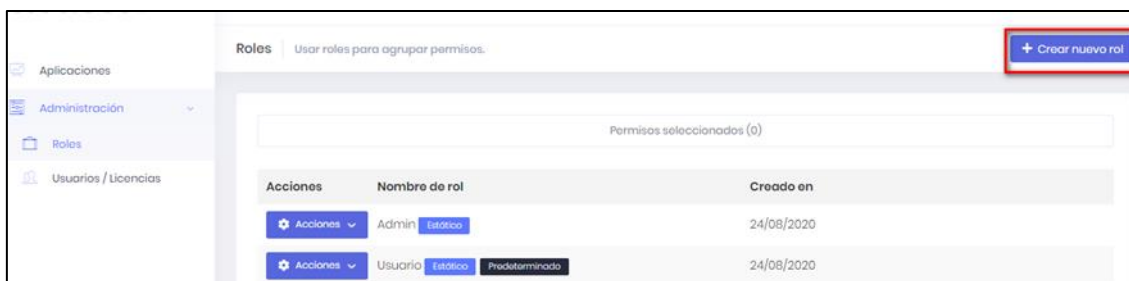 Roles Usar roles para agrupar permisos. + Crear nuevo rol
Aplicaciones
Administración
Roles
Usuarios / Licencias
Permisos seleccionados (0)
Acciones Nombre de rol Creado en
Acciones Admin Estático 24/08/2020
Acciones Usuario Estático Predeterminado 24/08/2020